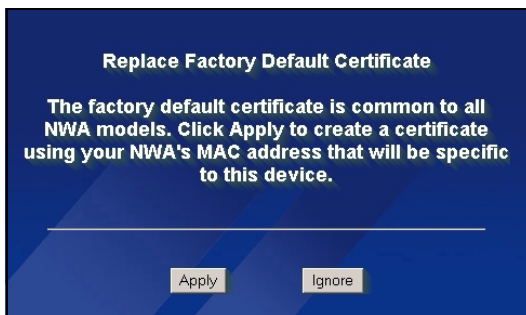 Replace Factory Default Certificate
The factory default certificate is common to all
NWA models. Click Apply to create a certificate
using your NWA's MAC address that will be specific
to this device.
Apply
Ignore